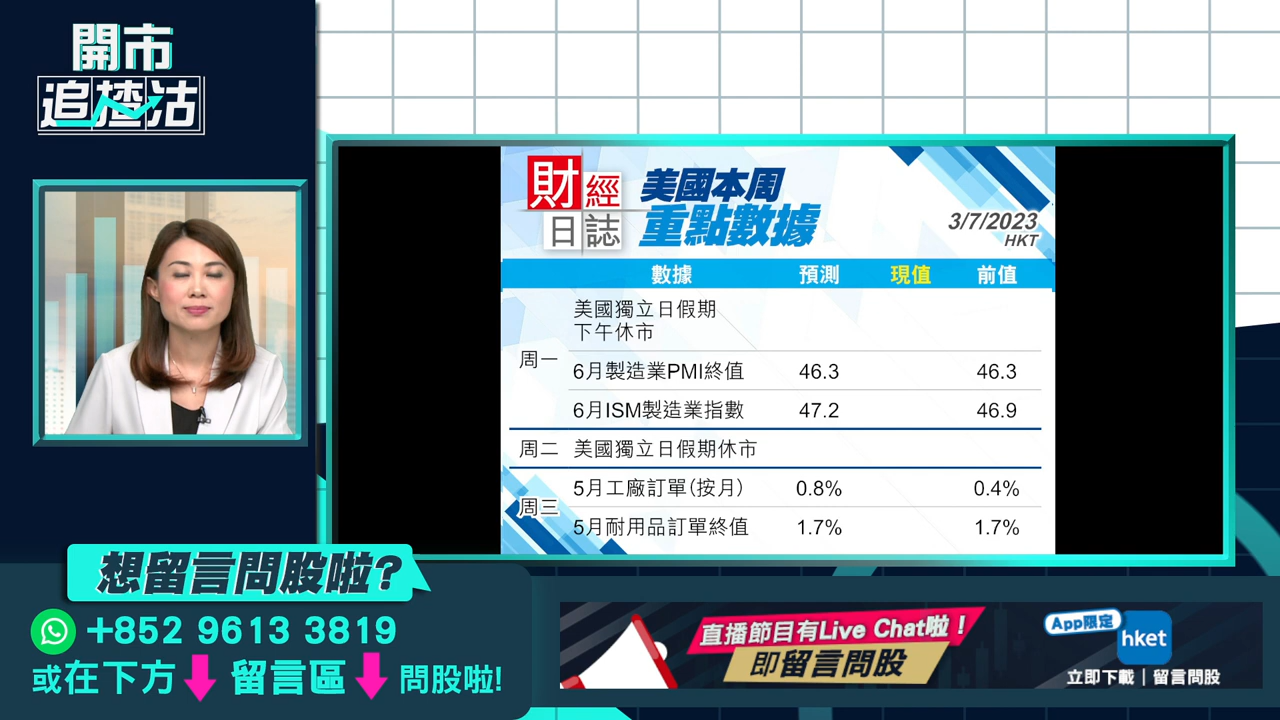 開市
追揸沽
財經
日誌
美國本周
重點數據
3/7/2023
HKT
數據 預測 現值 前值
周一
美國獨立日假期
下午休市
6月製造業PMI終值 46.3 46.3
6月ISM製造業指數 47.2 46.9
周二 美國獨立日假期休市
周三
5月工廠訂單(按月) 0.8% 0.4%
5月耐用品訂單終值 1.7% 1.7%
想留言問股啦?
+852 9613 3819
或在下方 留言區 問股啦!
直播節目有Live Chat啦！
即留言問股
App限定
hket
立即下載｜留言問股